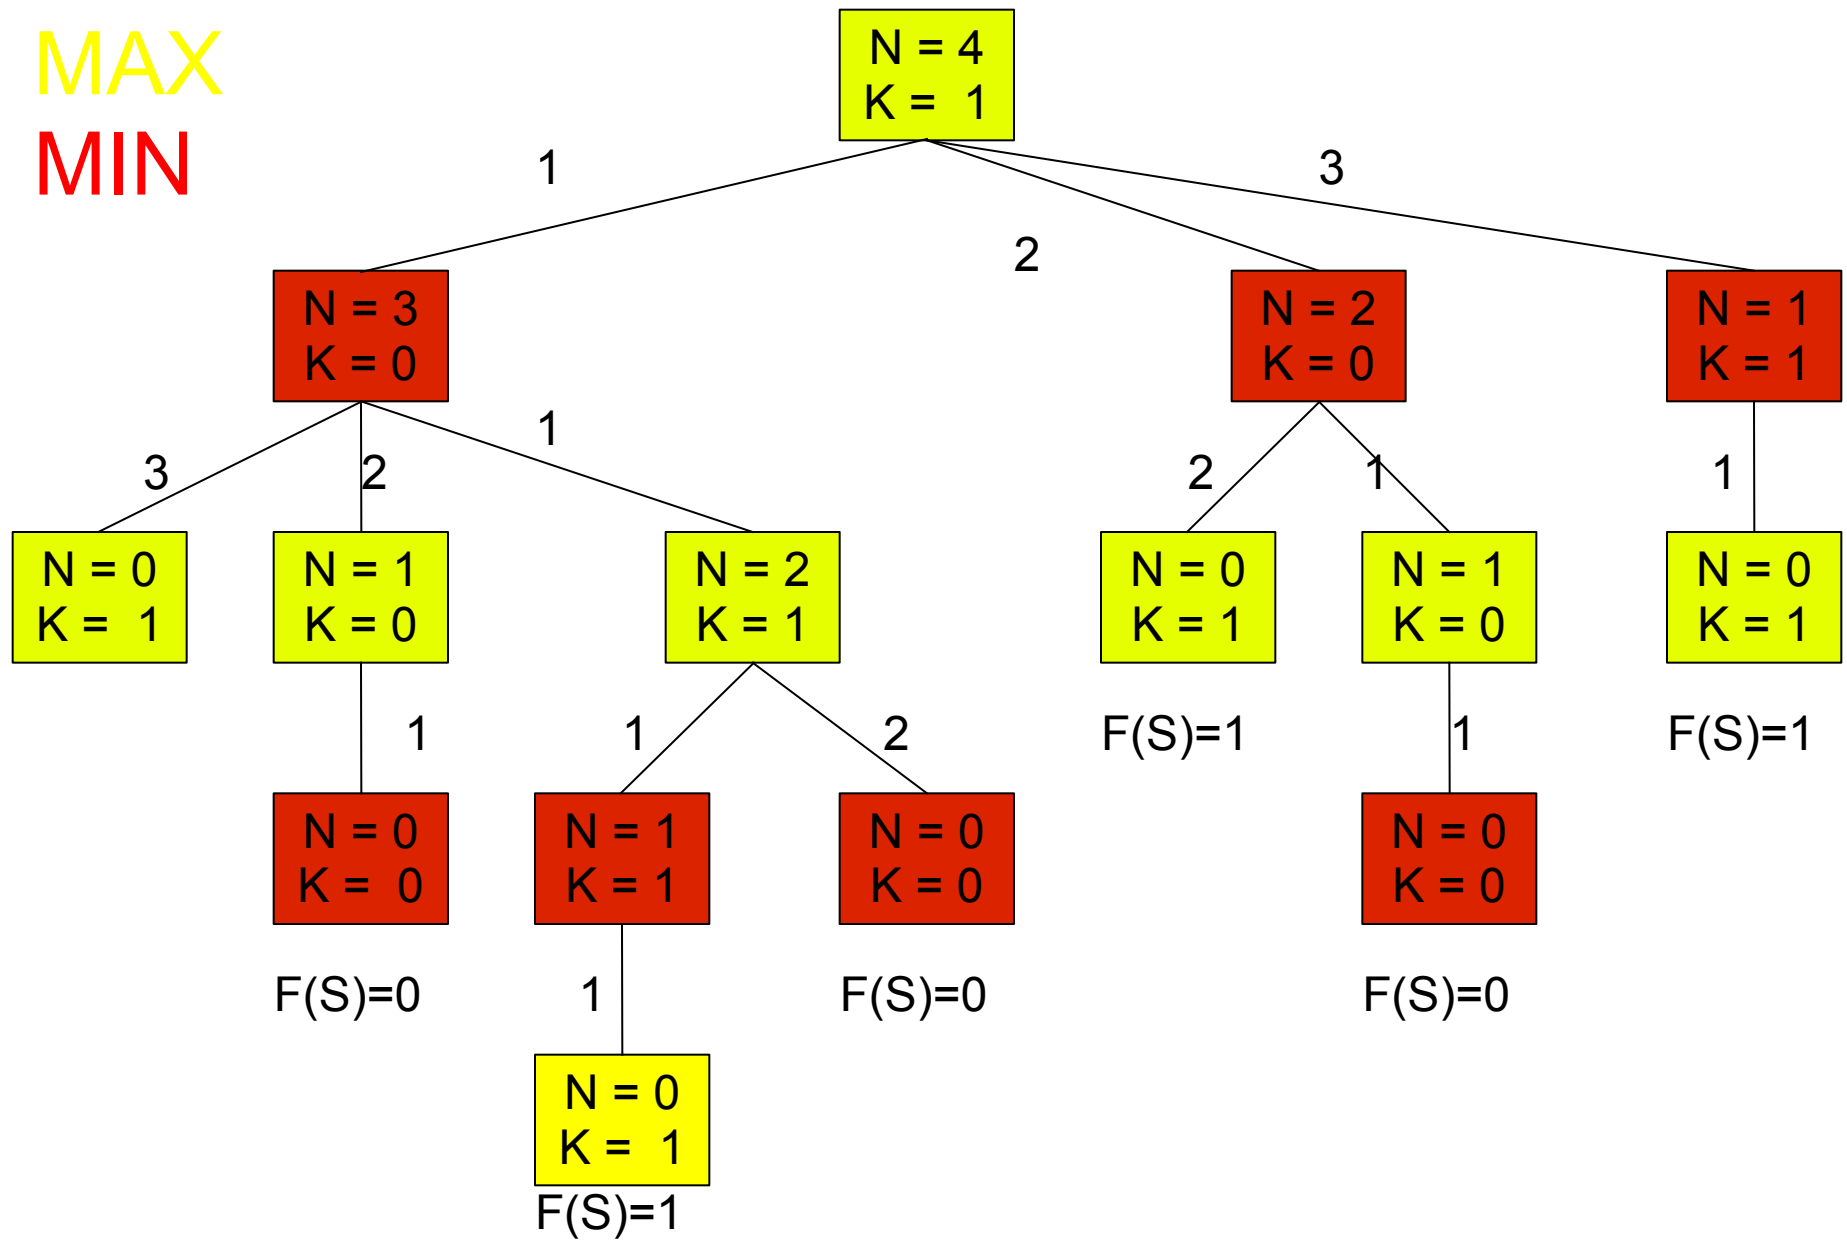 MAX
MIN
N = 4
K = 1
1
3
2
N = 3
K = 0
N = 2
K = 0
N = 1
K = 1
3
2
1
2
1
1
N = 0
K = 1
N = 1
K = 0
N = 2
K = 1
N = 0
K = 1
N = 1
K = 0
N = 0
K = 1
1
1
2
F(S)=1
1
F(S)=1
N = 0
K = 0
N = 1
K = 1
N = 0
K = 0
N = 0
K = 0
F(S)=0
1
F(S)=0
F(S)=0
N = 0
K = 1
F(S)=1